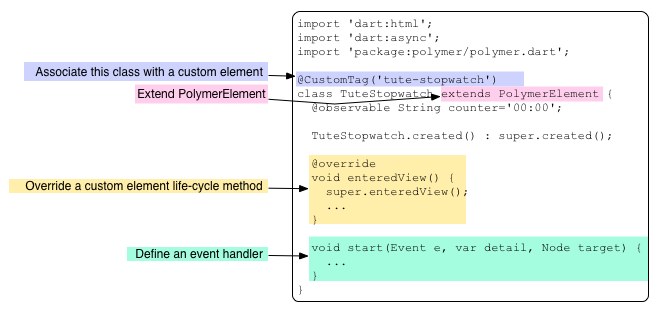 import 'dart:html';
import 'dart:async';
import 'package:polymer/polymer.dart';
Associate this class with a custom element
@CustomTag('tute-stopwatch')
Extend PolymerElement
class TuteStopwatch extends PolymerElement {
@observable String counter='00:00';
TuteStopwatch.created() : super.created();
@override
Override a custom element life-cycle method
void enteredView() {
super.enteredView();
...
}
Define an event handler
void start(Event e, var detail, Node target) {
...
}
}